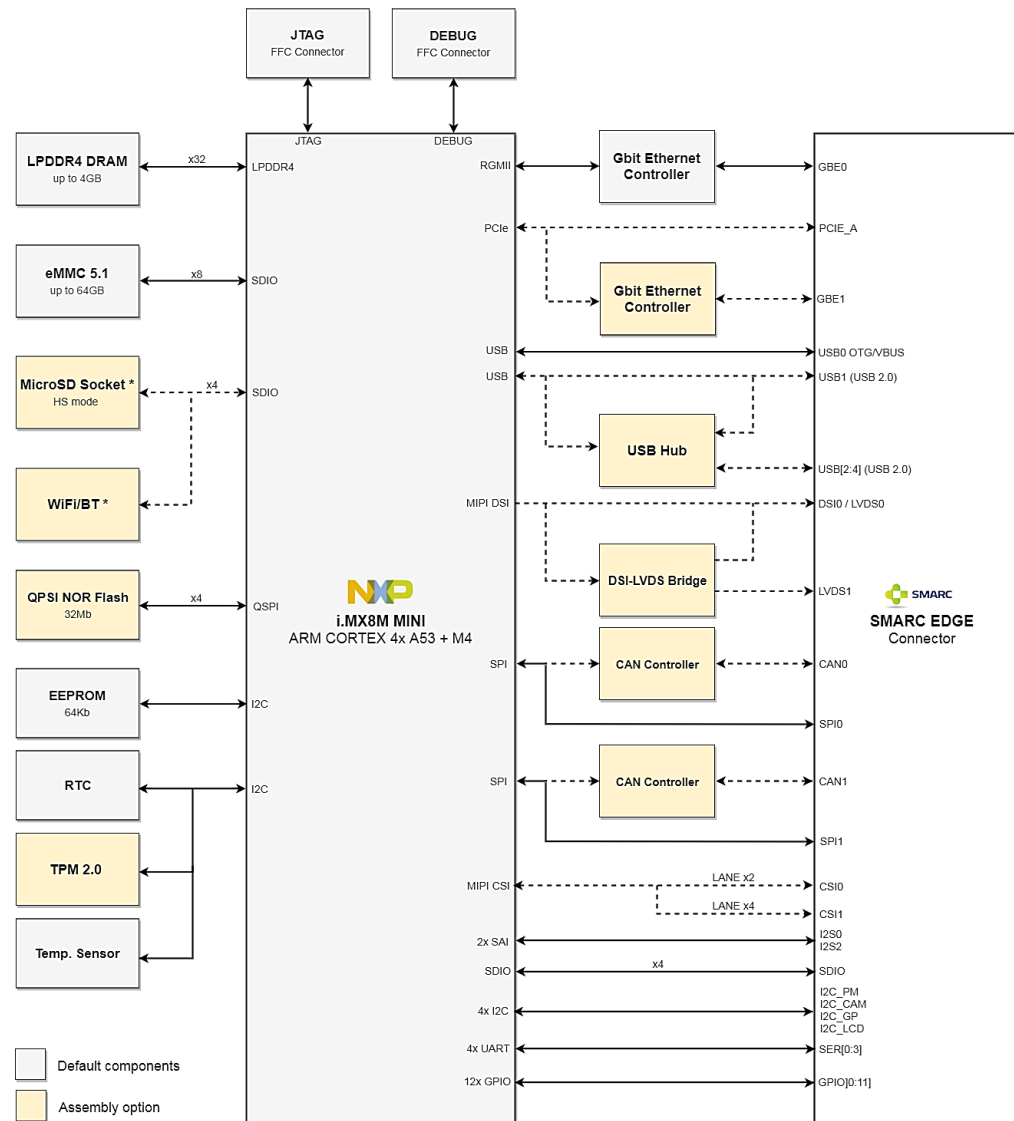 JTAG
FFC Connector
DEBUG
FFC Connector
JTAG
DEBUG
LPDDR4 DRAM
up to 4GB
x32
LPDDR4
eMMC 5.1
up to 64GB
x8
SDIO
MicroSD Socket *
HS mode
x4
SDIO
WiFi/BT *
QPSI NOR Flash
32Mb
x4
QSPI
EEPROM
64Kb
I2C
RTC
I2C
TPM 2.0
Temp. Sensor
Default components
Assembly option
NXP
i.MX8M MINI
ARM CORTEX 4x A53 + M4
RGMII
Gbit Ethernet
Controller
GBE0
PCIe
PCIE_A
Gbit Ethernet
Controller
GBE1
USB
USB0 OTG/VBUS
USB
USB1 (USB 2.0)
USB Hub
USB[2:4] (USB 2.0)
MIPI DSI
DSI0 / LVDS0
DSI-LVDS Bridge
LVDS1
SPI
CAN Controller
CAN0
SPI0
SPI
CAN Controller
CAN1
SPI1
MIPI CSI
LANE x2
CSI0
LANE x4
CSI1
2x SAI
I2S0
I2S2
SDIO
x4
SDIO
4x I2C
I2C_PM
I2C_CAM
I2C_GP
I2C_LCD
4x UART
SER[0:3]
12x GPIO
GPIO]0:11]
SMARC
SMARC EDGE
Connector